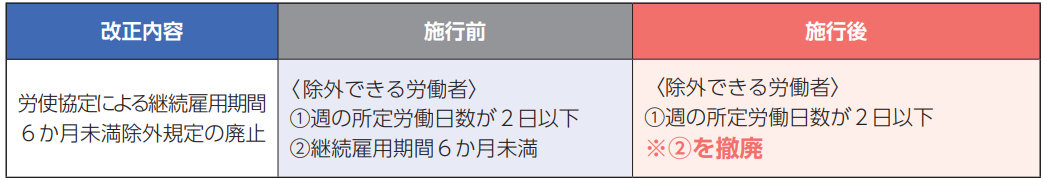 改正内容
施行前
施行後
労使協定による継続雇用期間
６か月未満除外規定の廃止
〈除外できる労働者〉
①週の所定労働日数が２日以下
②継続雇用期間６か月未満
〈除外できる労働者〉
①週の所定労働日数が２日以下
※②を撤廃